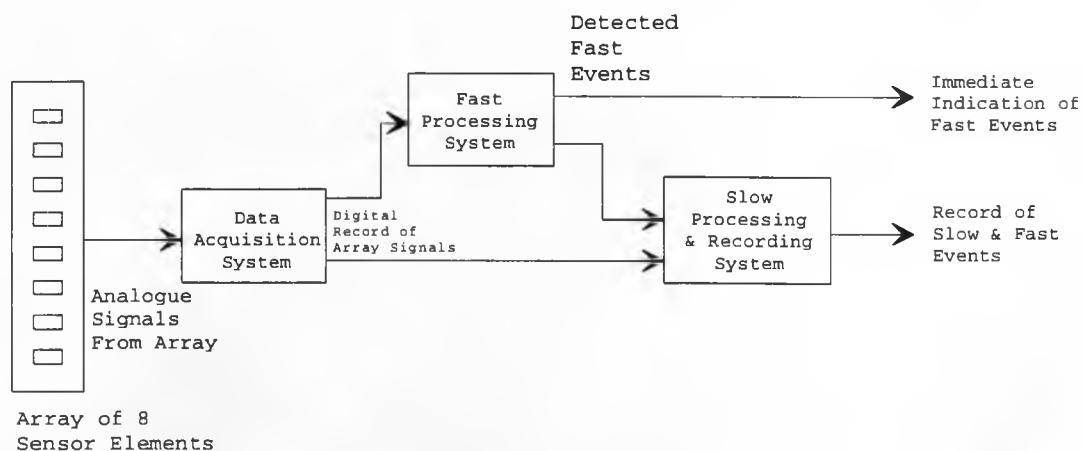 Detected
Fast
Events
Fast
Processing
System
Immediate
Indication of
Fast Events
Data
Acquisition
System
Digital
Record of
Array Signals
Slow
Processing
& Recording
System
Record of
Slow & Fast
Events
Analogue
Signals
From Array
Array of 8
Sensor Elements